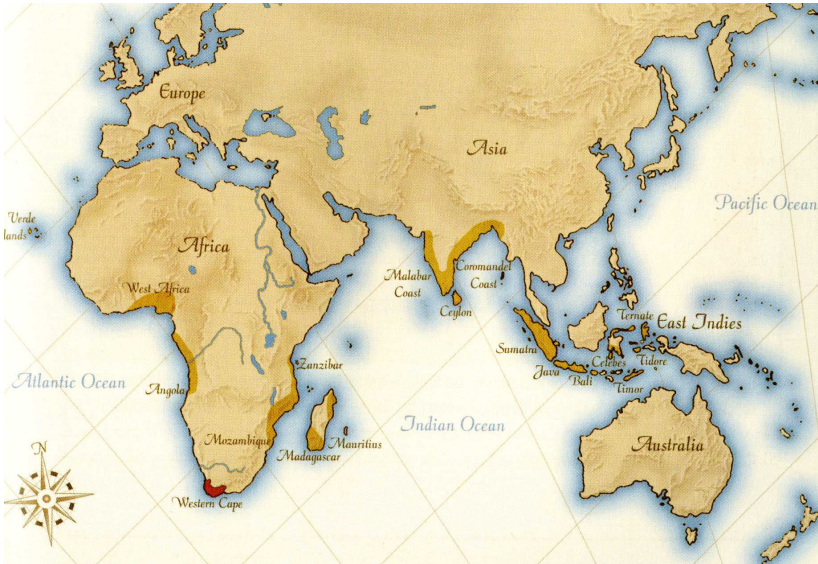 Europe
Asia
Pacific Ocean
Verde
lands
Africa
Malabar
Coast
Coromandel
Coast
West Africa
Ceylon
Ternate
East Indies
Sumatra
Celebes
Tidore
Java
Bali
Timor
Zanzibar
Atlantic Ocean
Angola
Indian Ocean
Mozambique
Mauritius
Madagascar
Australia
N
Western Cape